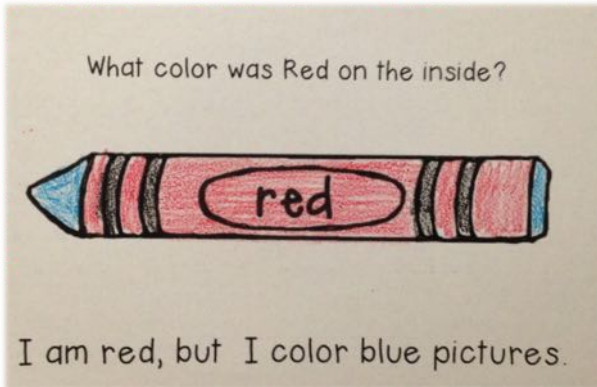 What color was Red on the inside?
red
I am red, but I color blue pictures.